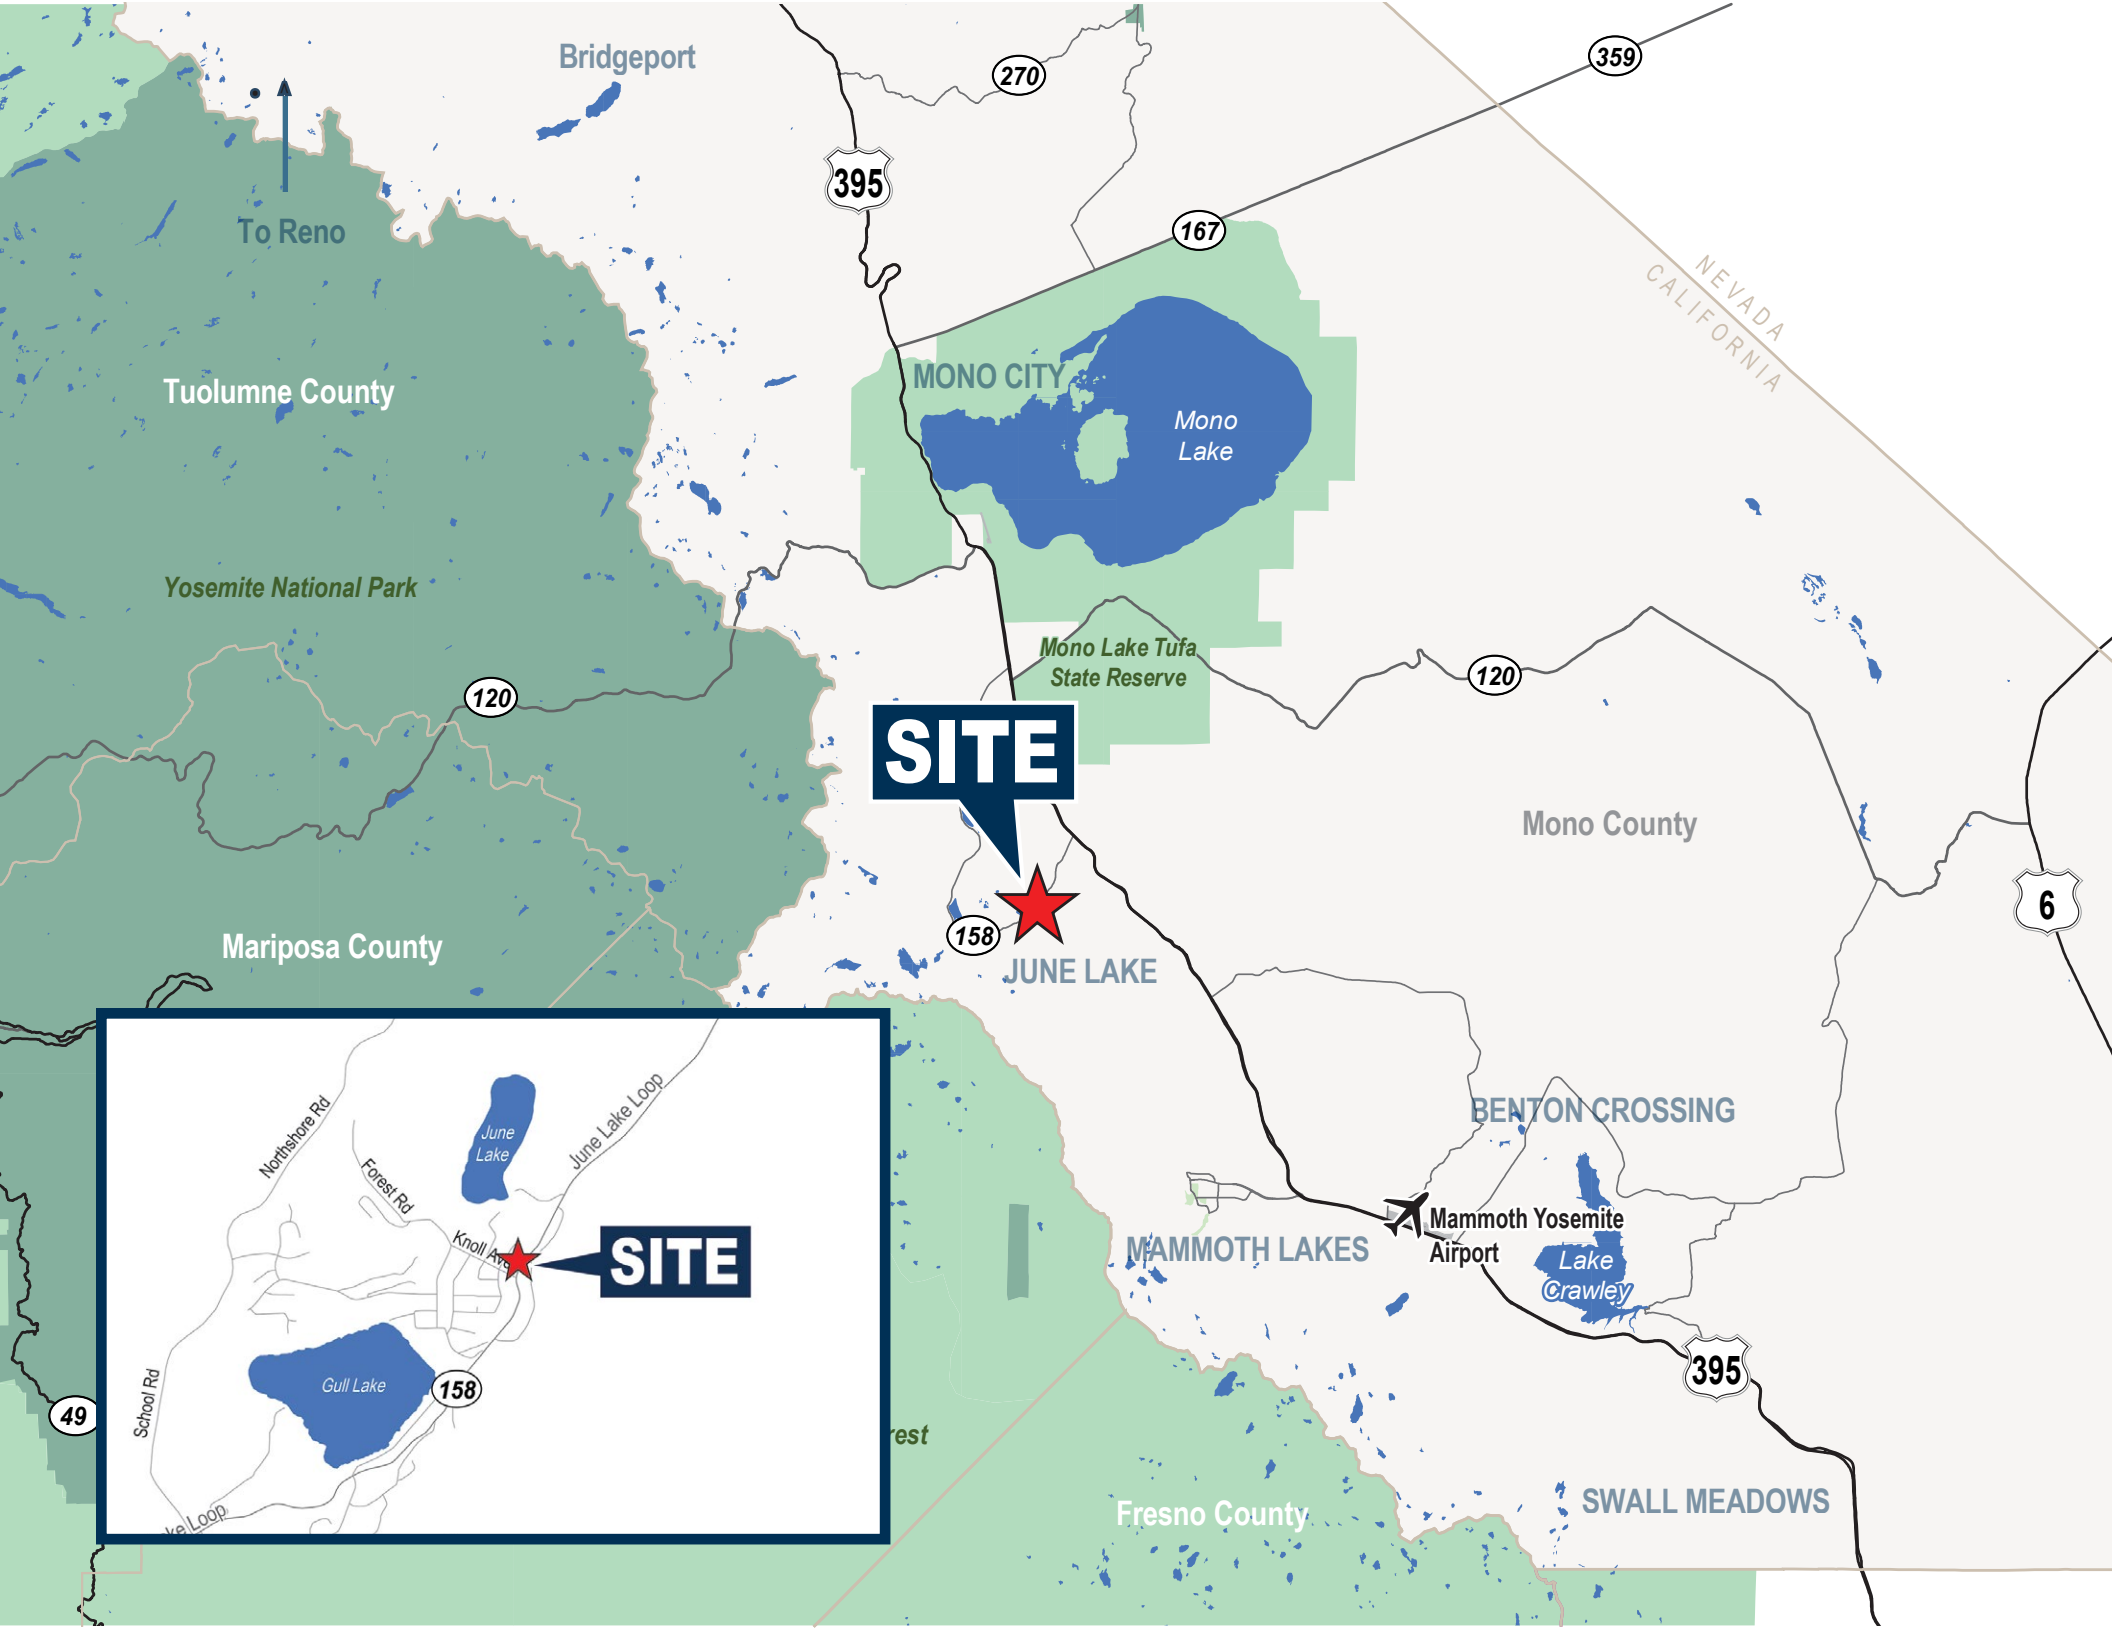 Bridgeport
270
359
395
167
To Reno
NEVADA
CALIFORNIA
Tuolumne County
MONO CITY
Mono
Lake
Yosemite National Park
Mono Lake Tufa
State Reserve
120
120
SITE
Mono County
6
158
Mariposa County
JUNE LAKE
BENTON CROSSING
Mammoth Yosemite
Airport
MAMMOTH LAKES
Lake
Crawley
395
49
rest
SWALL MEADOWS
Fresno County
Northshore Rd
June
Lake
June Lake Loop
Forest Rd
Knoll Ave
SITE
Gull Lake
158
School Rd
ke Loop